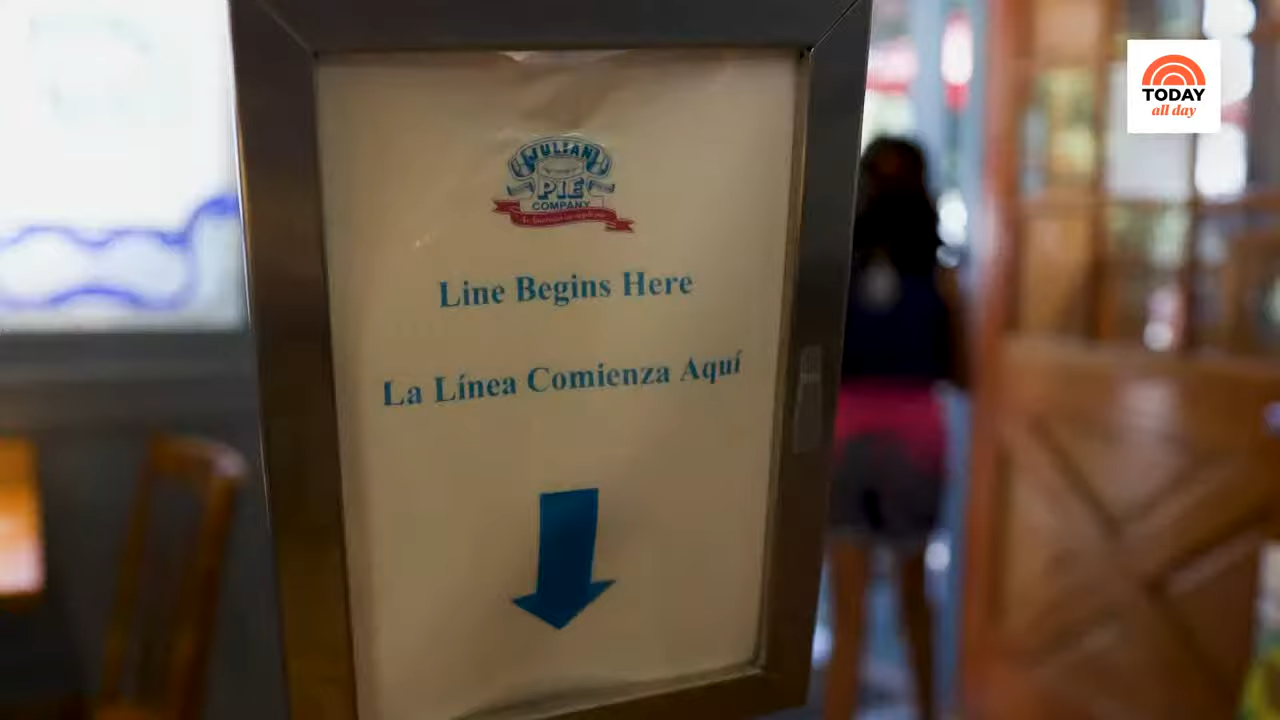 JULIAN
PIE
COMPANY
Line Begins Here
La Línea Comienza Aquí
TODAY
all day